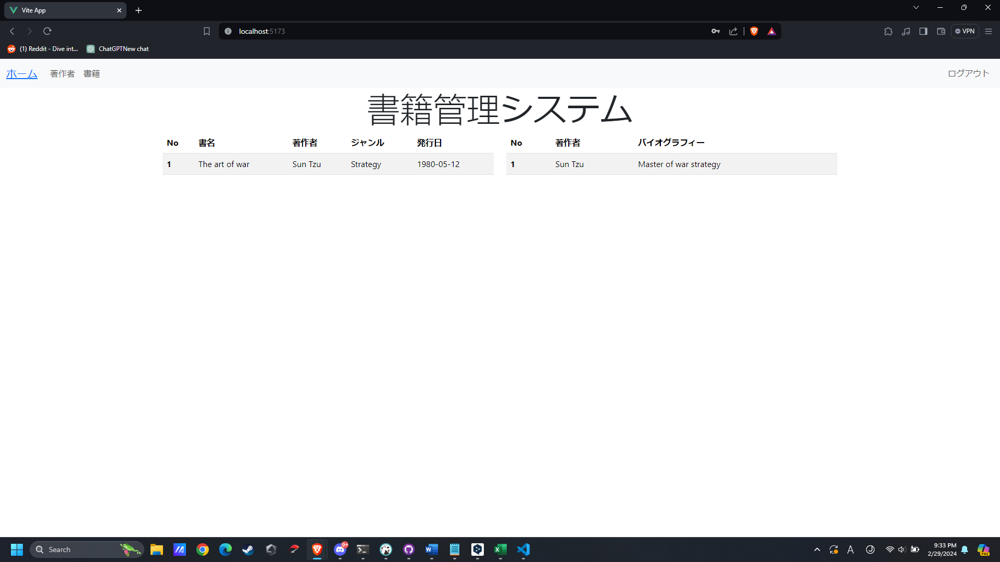 Vite App
localhost:5173
VPN
(1) Reddit - Dive int...
ChatGPTNew chat
ホーム 著作者 書籍 ログアウト
書籍管理システム
No 書名 著作者 ジャンル 発行日
1 The art of war Sun Tzu Strategy 1980-05-12
No 著作者 バイオグラフィー
1 Sun Tzu Master of war strategy
Search
9+
A
9:33 PM
2/29/2024
PRE